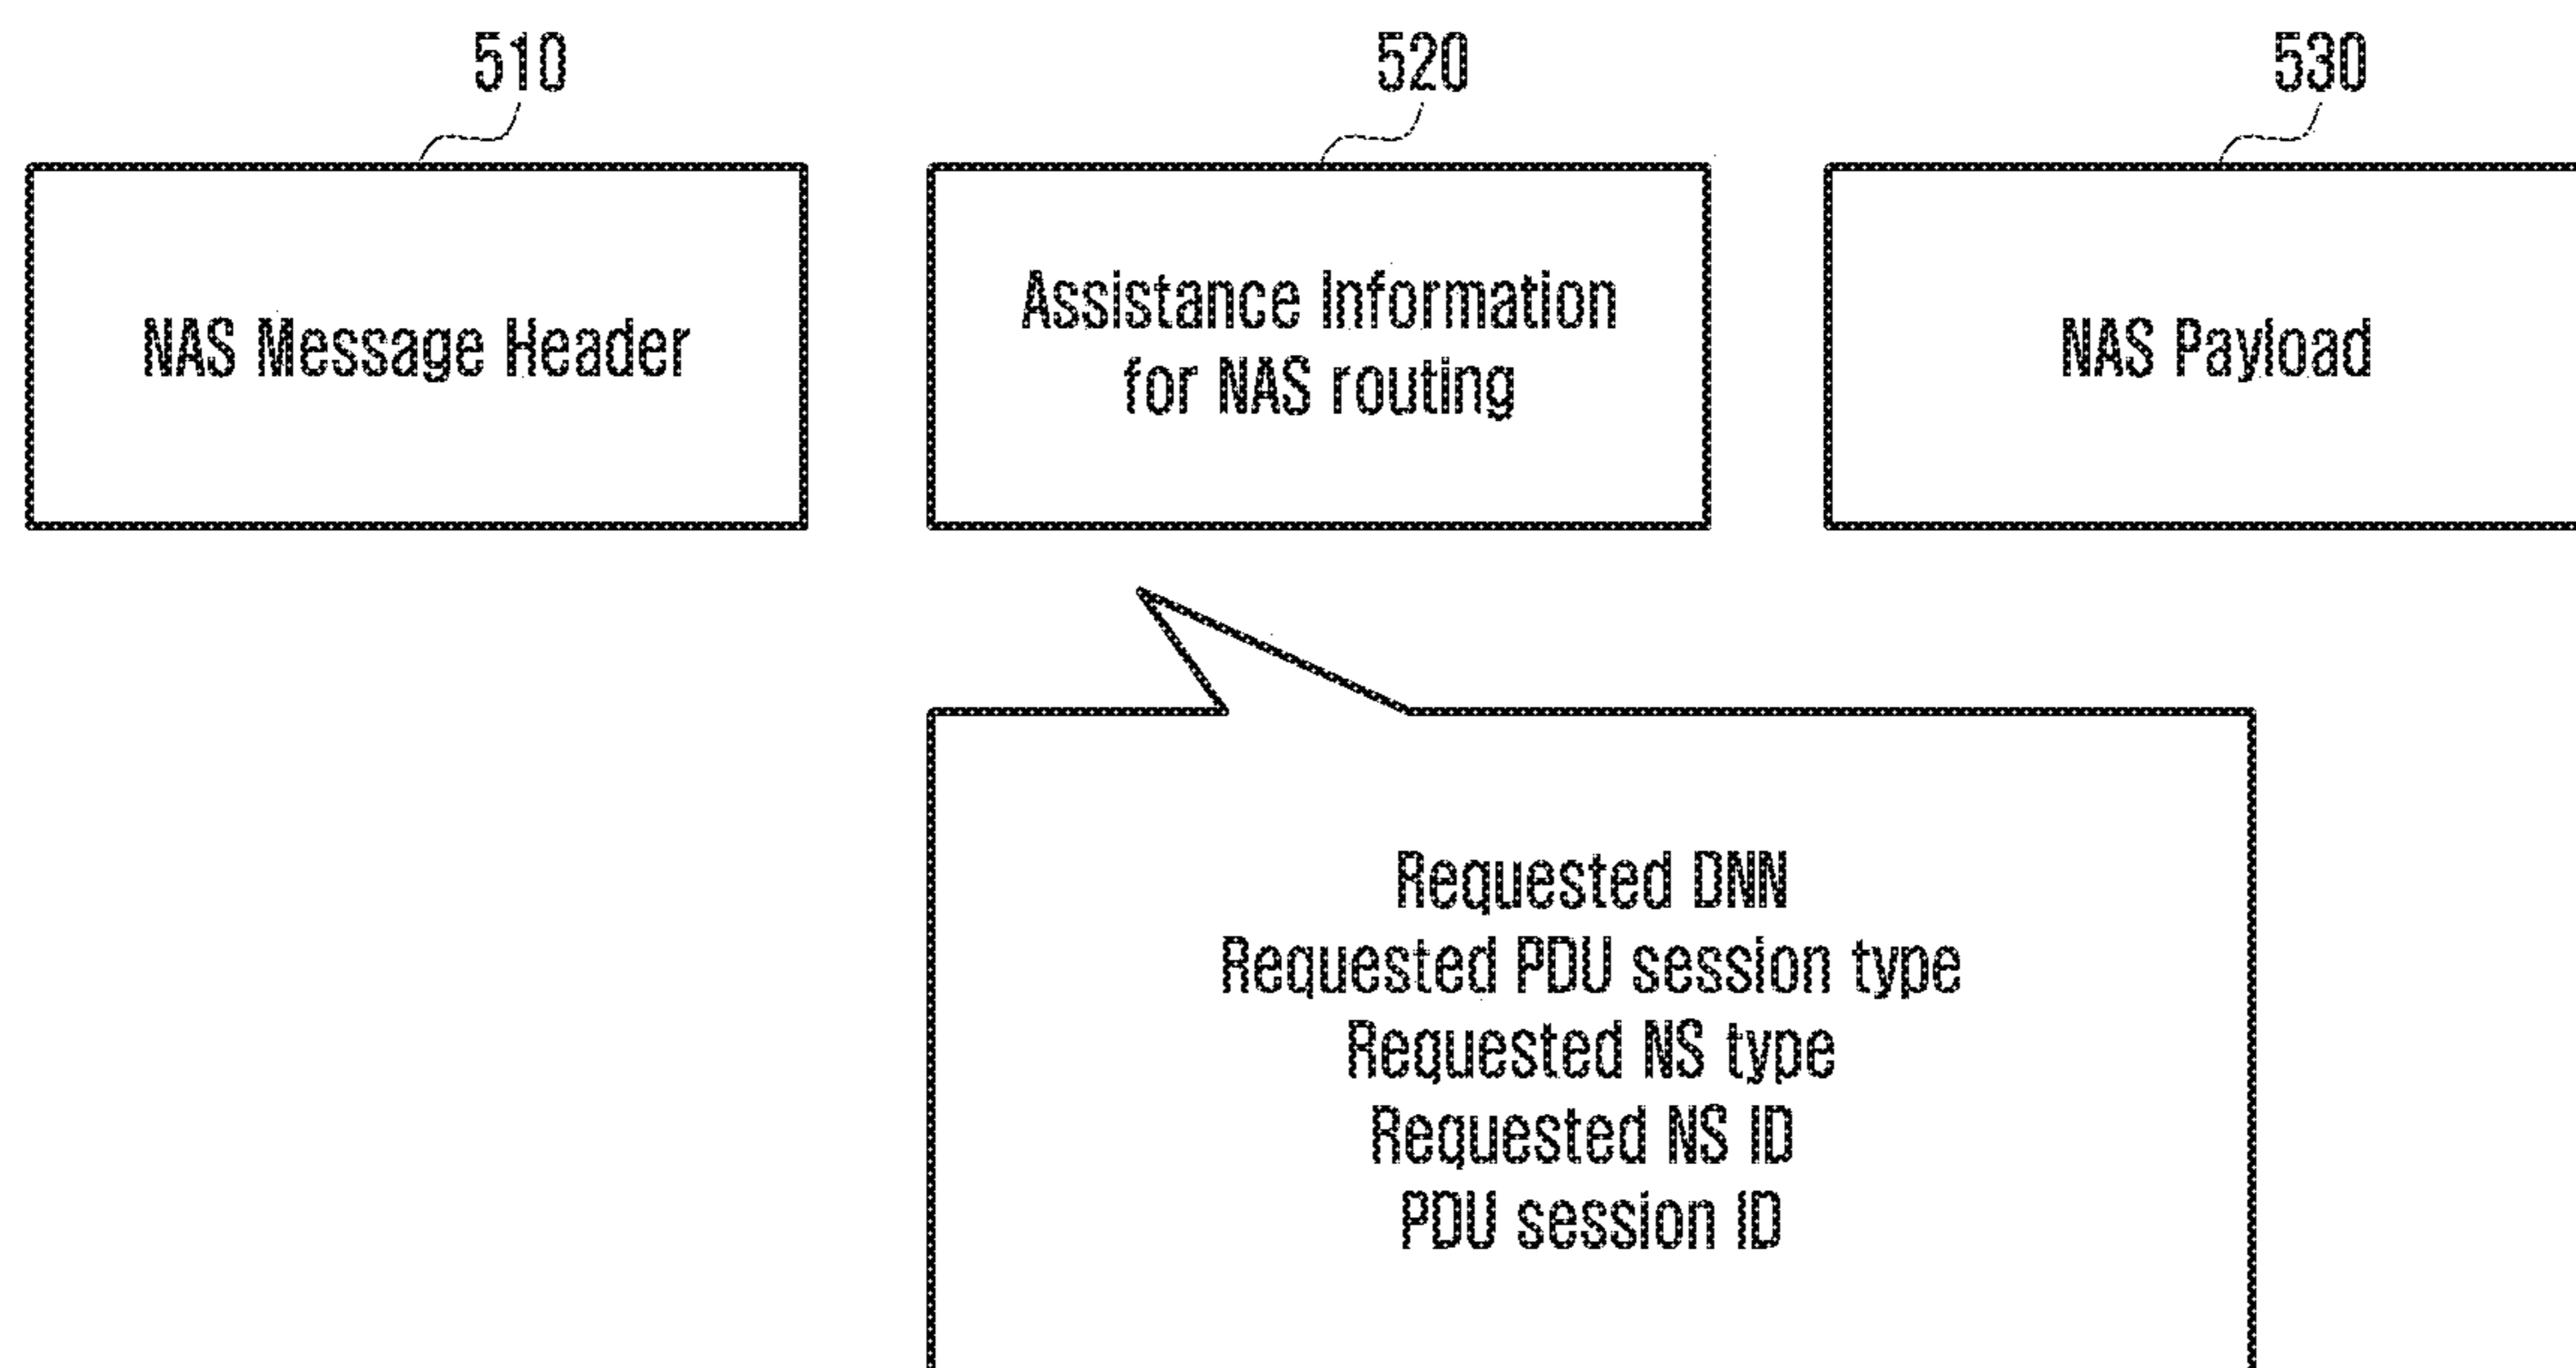 510
520
530
NAS Message Header
Assistance Information
for NAS routing
NAS Payload
Requested DNN
Requested PDU session type
Requested NS type
Requested NS ID
PDU session ID